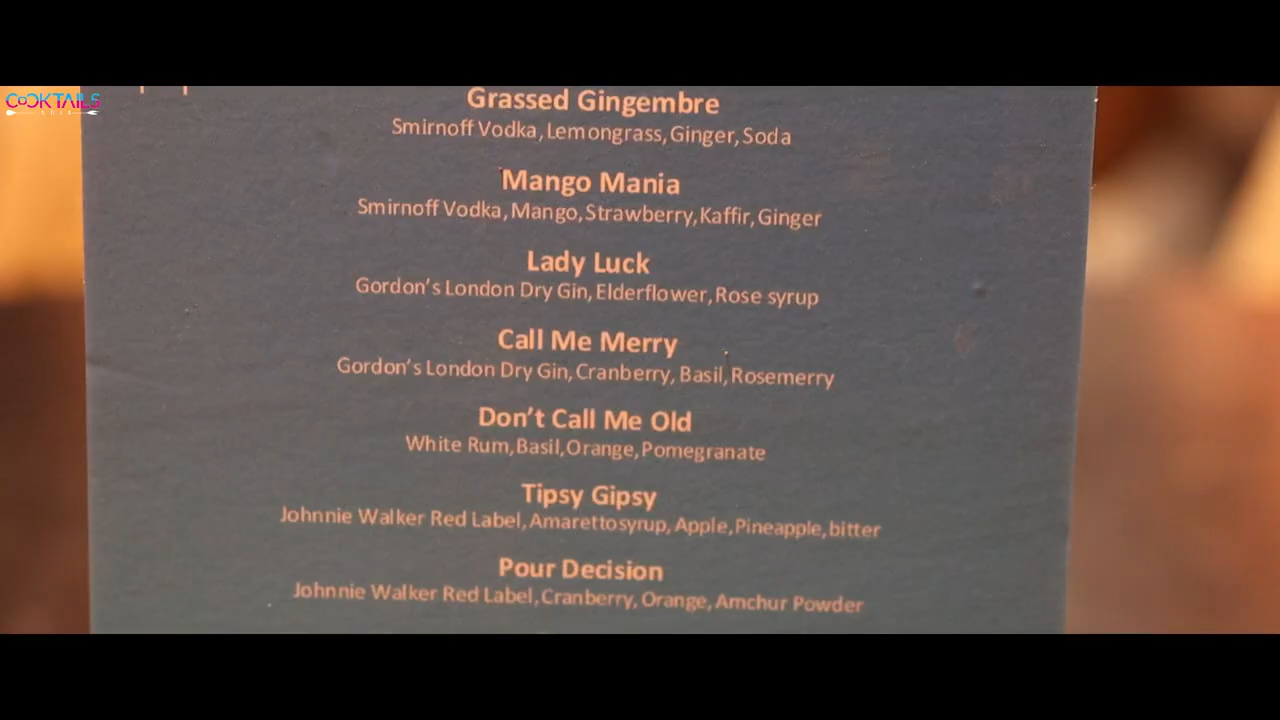 COOKTAILS
Grassed Gingembre
Smirnoff Vodka, Lemongrass, Ginger, Soda
Mango Mania
Smirnoff Vodka, Mango, Strawberry, Kaffir, Ginger
Lady Luck
Gordon's London Dry Gin, Elderflower, Rose syrup
Call Me Merry
Gordon's London Dry Gin, Cranberry, Basil, Rosemerry
Don't Call Me Old
White Rum, Basil, Orange, Pomegranate
Tipsy Gipsy
Johnnie Walker Red Label, Amarettosyrup, Apple, Pineapple, bitter
Pour Decision
Johnnie Walker Red Label, Cranberry, Orange, Amchur Powder